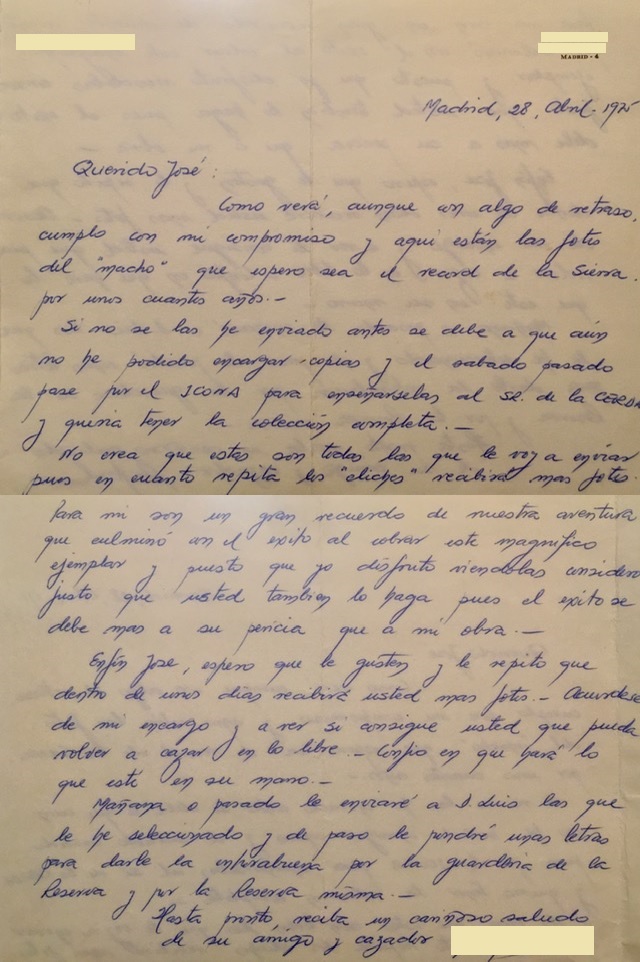 MADRID - 6
Madrid, 28, Abril. 1975
Querido José:
Como verá, aunque con algo de retraso,
cumplo con mi compromiso y aqui están las fotos
del "macho" que espero sea el record de la Sierra.
por unos cuantos años. -
Si no se las he enviado antes se debe a que aún
no he podido encargar copias y el sabado pasado
pase por el ICONA para enseñarselas al SR. de la CERDA
y queria tener la colección completa. -
No crea que estas son todas las que le voy a enviar
pues en cuanto repita los "cliches" recibirá mas fotos.
Para mi son un gran recuerdo de nuestra aventura
que culminó con el exito al cobrar este magnifico
ejemplar y puesto que yo disfruto viendolas considero
justo que usted tambien lo haga pues el exito se
debe mas a su pericia que a mi obra. -
Enfin Jose, espero que le gusten y le repito que
dentro de unos dias recibirá usted mas fotos. - Acuerdese
de mi encargo y a ver si consigue usted que pueda
volver a cazar en lo libre. - Confio en que hará lo
que esté en su mano. -
Mañana o pasado le enviaré a D. Luis las que
le he seleccionado y de paso le pondré unas letras
para darle la enhorabuena por la guarderia de la
Reserva y por la Reserva misma. -
Hasta pronto, reciba un cariñoso saludo
de su amigo y cazador